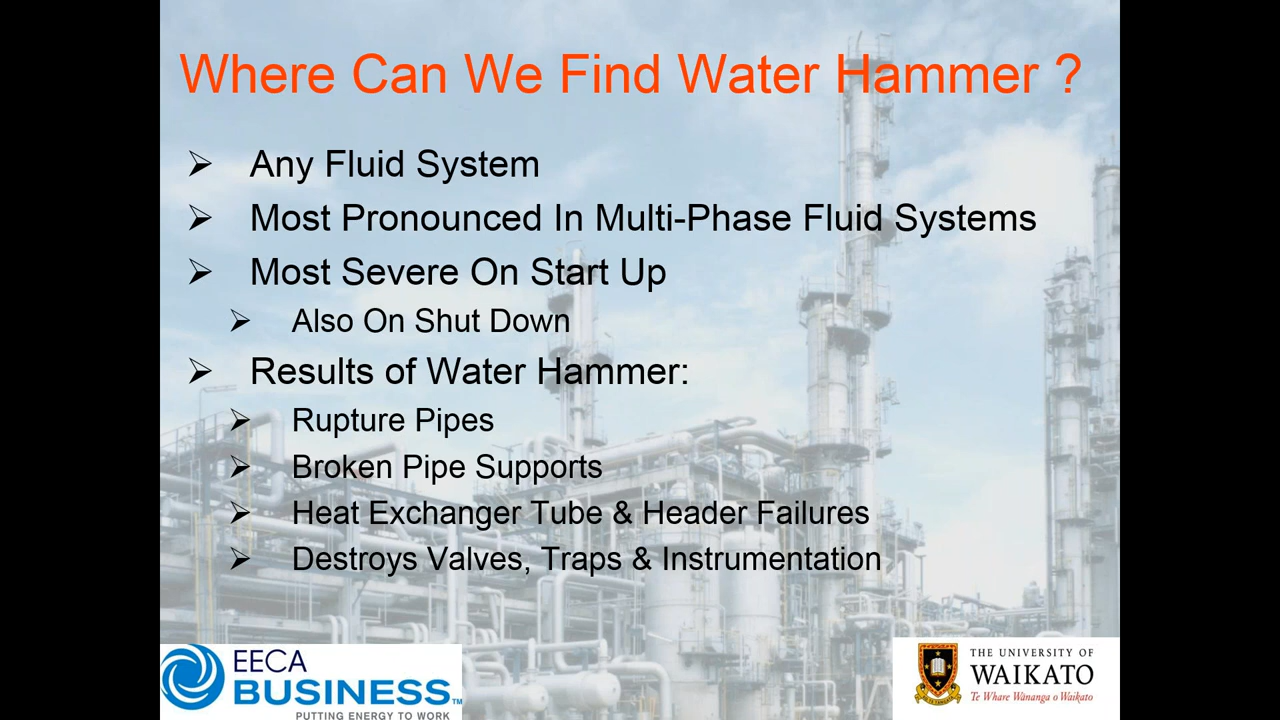 Where Can We Find Water Hammer ?
Any Fluid System
Most Pronounced In Multi-Phase Fluid Systems
Most Severe On Start Up
Also On Shut Down
Results of Water Hammer:
Rupture Pipes
Broken Pipe Supports
Heat Exchanger Tube & Header Failures
Destroys Valves, Traps & Instrumentation
EECA
BUSINESS™
PUTTING ENERGY TO WORK
THE UNIVERSITY OF
WAIKATO
Te Whare Wānanga o Waikato